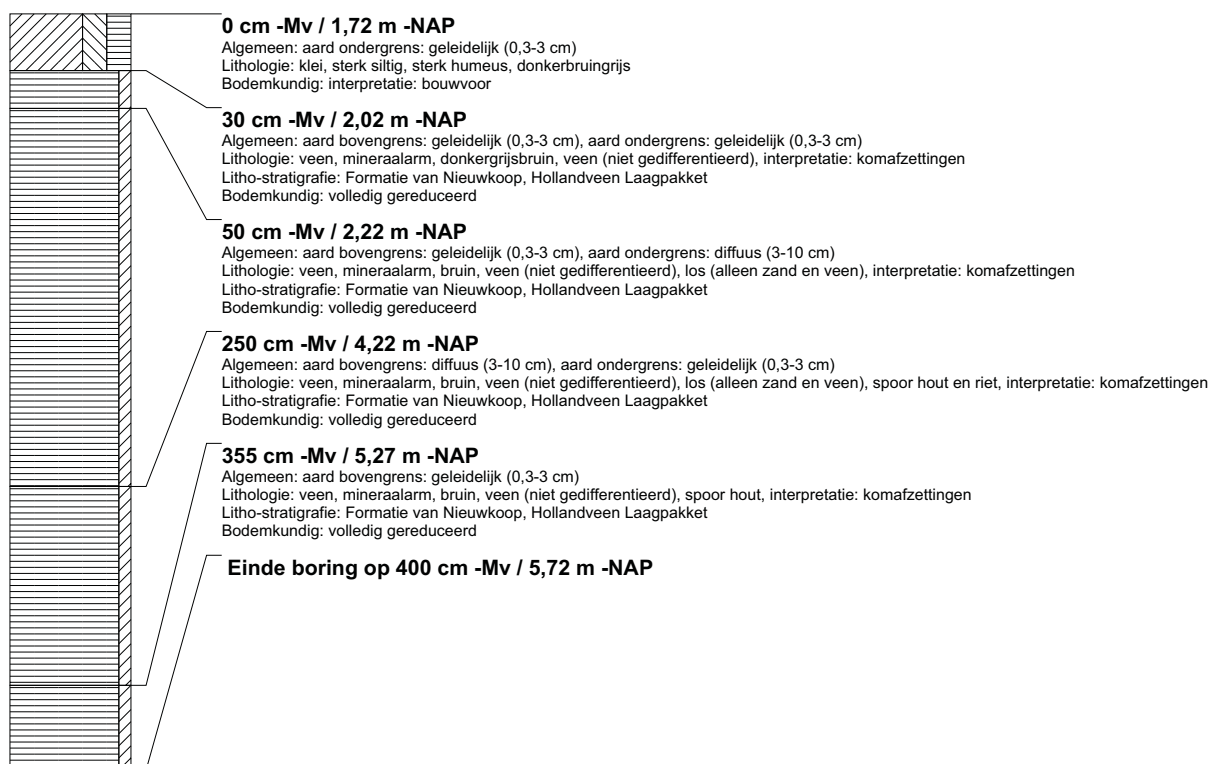 0 cm -Mv / 1,72 m -NAP
Algemeen: aard ondergrens: geleidelijk (0,3-3 cm)
Lithologie: klei, sterk siltig, sterk humeus, donkerbruingrijs
Bodemkundig: interpretatie: bouwvoor
30 cm -Mv / 2,02 m -NAP
Algemeen: aard bovengrens: geleidelijk (0,3-3 cm), aard ondergrens: geleidelijk (0,3-3 cm)
Lithologie: veen, mineraalarm, donkergrijsbruin, veen (niet gedifferentieerd), interpretatie: komafzettingen
Litho-stratigrafie: Formatie van Nieuwkoop, Hollandveen Laagpakket
Bodemkundig: volledig gereduceerd
50 cm -Mv / 2,22 m -NAP
Algemeen: aard bovengrens: geleidelijk (0,3-3 cm), aard ondergrens: diffuus (3-10 cm)
Lithologie: veen, mineraalarm, bruin, veen (niet gedifferentieerd), los (alleen zand en veen), interpretatie: komafzettingen
Litho-stratigrafie: Formatie van Nieuwkoop, Hollandveen Laagpakket
Bodemkundig: volledig gereduceerd
250 cm -Mv / 4,22 m -NAP
Algemeen: aard bovengrens: diffuus (3-10 cm), aard ondergrens: geleidelijk (0,3-3 cm)
Lithologie: veen, mineraalarm, bruin, veen (niet gedifferentieerd), los (alleen zand en veen), spoor hout en riet, interpretatie: komafzettingen
Litho-stratigrafie: Formatie van Nieuwkoop, Hollandveen Laagpakket
Bodemkundig: volledig gereduceerd
355 cm -Mv / 5,27 m -NAP
Algemeen: aard bovengrens: geleidelijk (0,3-3 cm)
Lithologie: veen, mineraalarm, bruin, veen (niet gedifferentieerd), spoor hout, interpretatie: komafzettingen
Litho-stratigrafie: Formatie van Nieuwkoop, Hollandveen Laagpakket
Bodemkundig: volledig gereduceerd
Einde boring op 400 cm -Mv / 5,72 m -NAP